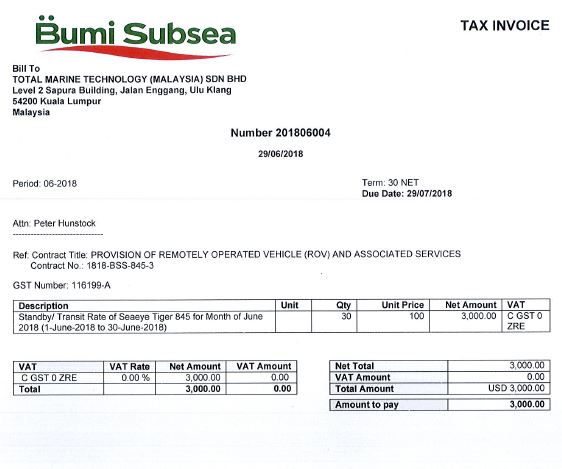 Bumi Subsea
TAX INVOICE
Bill To
TOTAL MARINE TECHNOLOGY (MALAYSIA) SDN BHD
Level 2 Sapura Building, Jalan Enggang, Ulu Klang
54200 Kuala Lumpur
Malaysia
Number 201806004
29/06/2018
Period: 06-2018
Term: 30 NET
Due Date: 29/07/2018
Attn: Peter Hunstock
------------------------------
Ref: Contract Title: PROVISION OF REMOTELY OPERATED VEHICLE (ROV) AND ASSOCIATED SERVICES
Contract No.: 1818-BSS-845-3
GST Number: 116199-A
Description Unit Qty Unit Price Net Amount VAT
Standby/ Transit Rate of Seaeye Tiger 845 for Month of June 30 100 3,000.00 C GST 0
2018 (1-June-2018 to 30-June-2018) ZRE
VAT VAT Rate Net Amount VAT Amount
C GST 0 ZRE 0.00 % 3,000.00 0.00
Total 3,000.00 0.00
Net Total 3,000.00
VAT Amount 0.00
Total Amount USD 3,000.00
Amount to pay 3,000.00